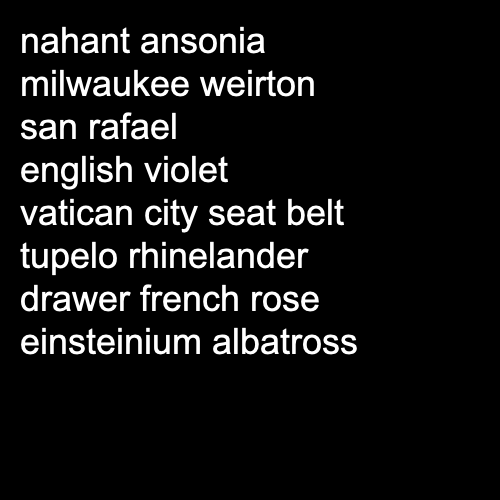 nahant ansonia
milwaukee weirton
san rafael
english violet
vatican city seat belt
tupelo rhinelander
drawer french rose
einsteinium albatross